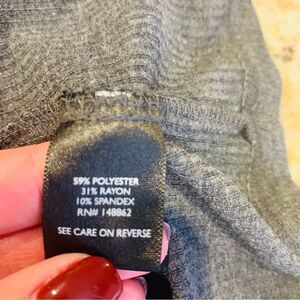 59% POLYESTER
31% RAYON
10% SPANDEX
RN# 148862
SEE CARE ON REVERSE